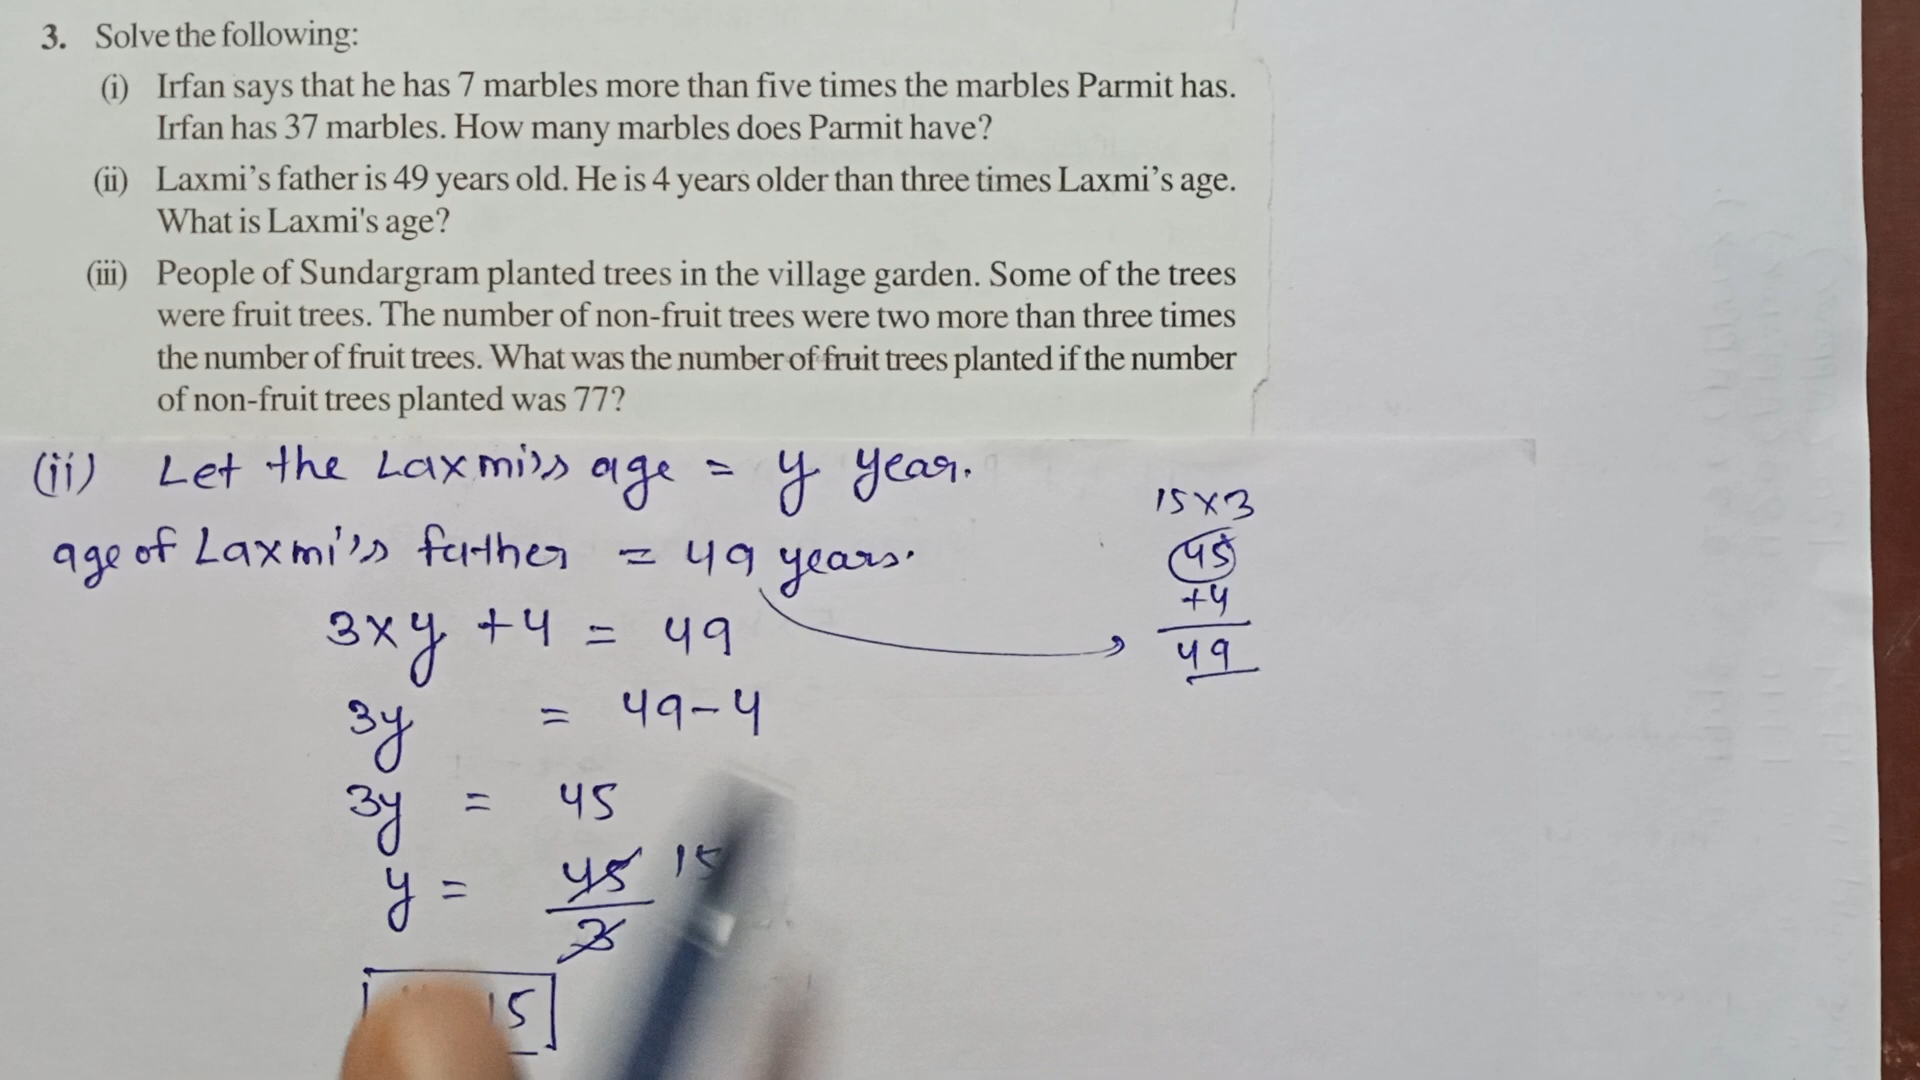 3. Solve the following:
(i) Irfan says that he has 7 marbles more than five times the marbles Parmit has.
Irfan has 37 marbles. How many marbles does Parmit have?
(ii) Laxmi’s father is 49 years old. He is 4 years older than three times Laxmi’s age.
What is Laxmi's age?
(iii) People of Sundargram planted trees in the village garden. Some of the trees
were fruit trees. The number of non-fruit trees were two more than three times
the number of fruit trees. What was the number of fruit trees planted if the number
of non-fruit trees planted was 77?
(ii) Let the Laxmi's age = y year.
age of Laxmi's father = 49 years.
3xy + 4 = 49
3y = 49-4
3y = 45
y = 45 15
3
15
15x3
45
+4
49